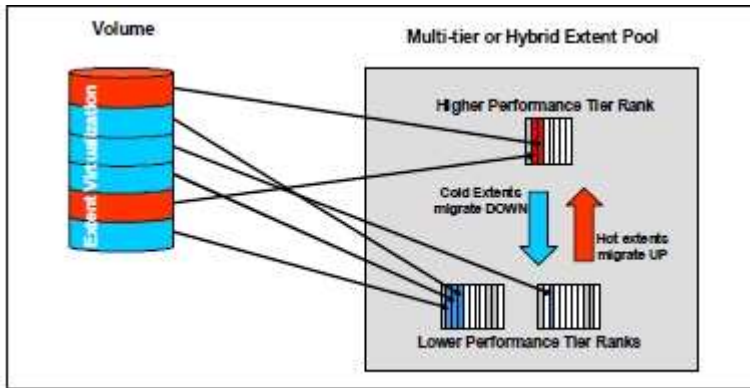 Volume
Multi-tier or Hybrid Extent Pool
Extent Virtualization
Higher Performance Tier Rank
Cold Extents
migrate DOWN
Hot extents
migrate UP
Lower Performance Tier Ranks